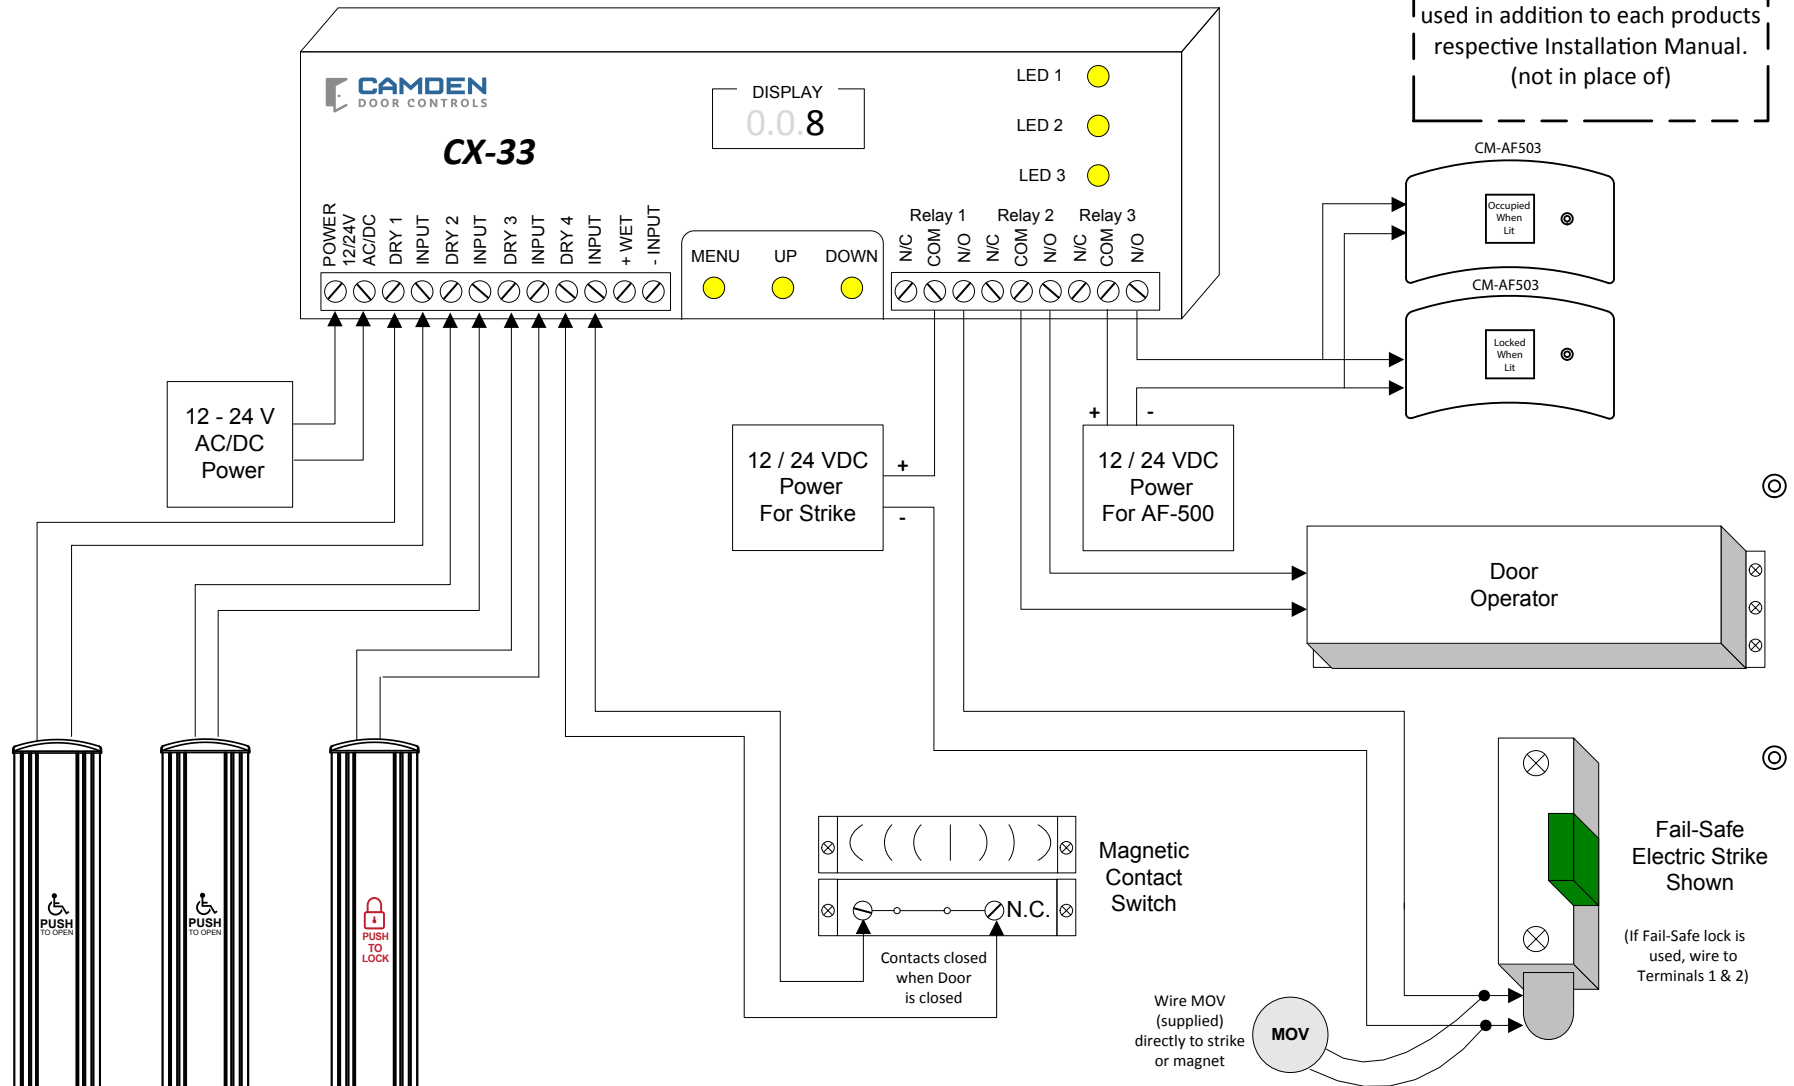 used in addition to each products
respective Installation Manual.
(not in place of)
CAMDEN
DOOR CONTROLS
CX-33
DISPLAY
0.0.8
LED 1
LED 2
LED 3
POWER
12/24V
AC/DC
DRY 1
INPUT
DRY 2
INPUT
DRY 3
INPUT
DRY 4
INPUT
+ WET
- INPUT
MENU
UP
DOWN
Relay 1
Relay 2
Relay 3
N/C
COM
N/O
N/C
COM
N/O
N/C
COM
N/O
CM-AF503
Occupied
When
Lit
CM-AF503
Locked
When
Lit
12 - 24 V
AC/DC
Power
12 / 24 VDC
Power
For Strike
+
-
12 / 24 VDC
Power
For AF-500
+
-
Door
Operator
PUSH
TO OPEN
PUSH
TO OPEN
PUSH
TO
LOCK
Magnetic
Contact
Switch
N.C.
Contacts closed
when Door
is closed
Fail-Safe
Electric Strike
Shown
(If Fail-Safe lock is
used, wire to
Terminals 1 & 2)
Wire MOV
(supplied)
directly to strike
or magnet
MOV